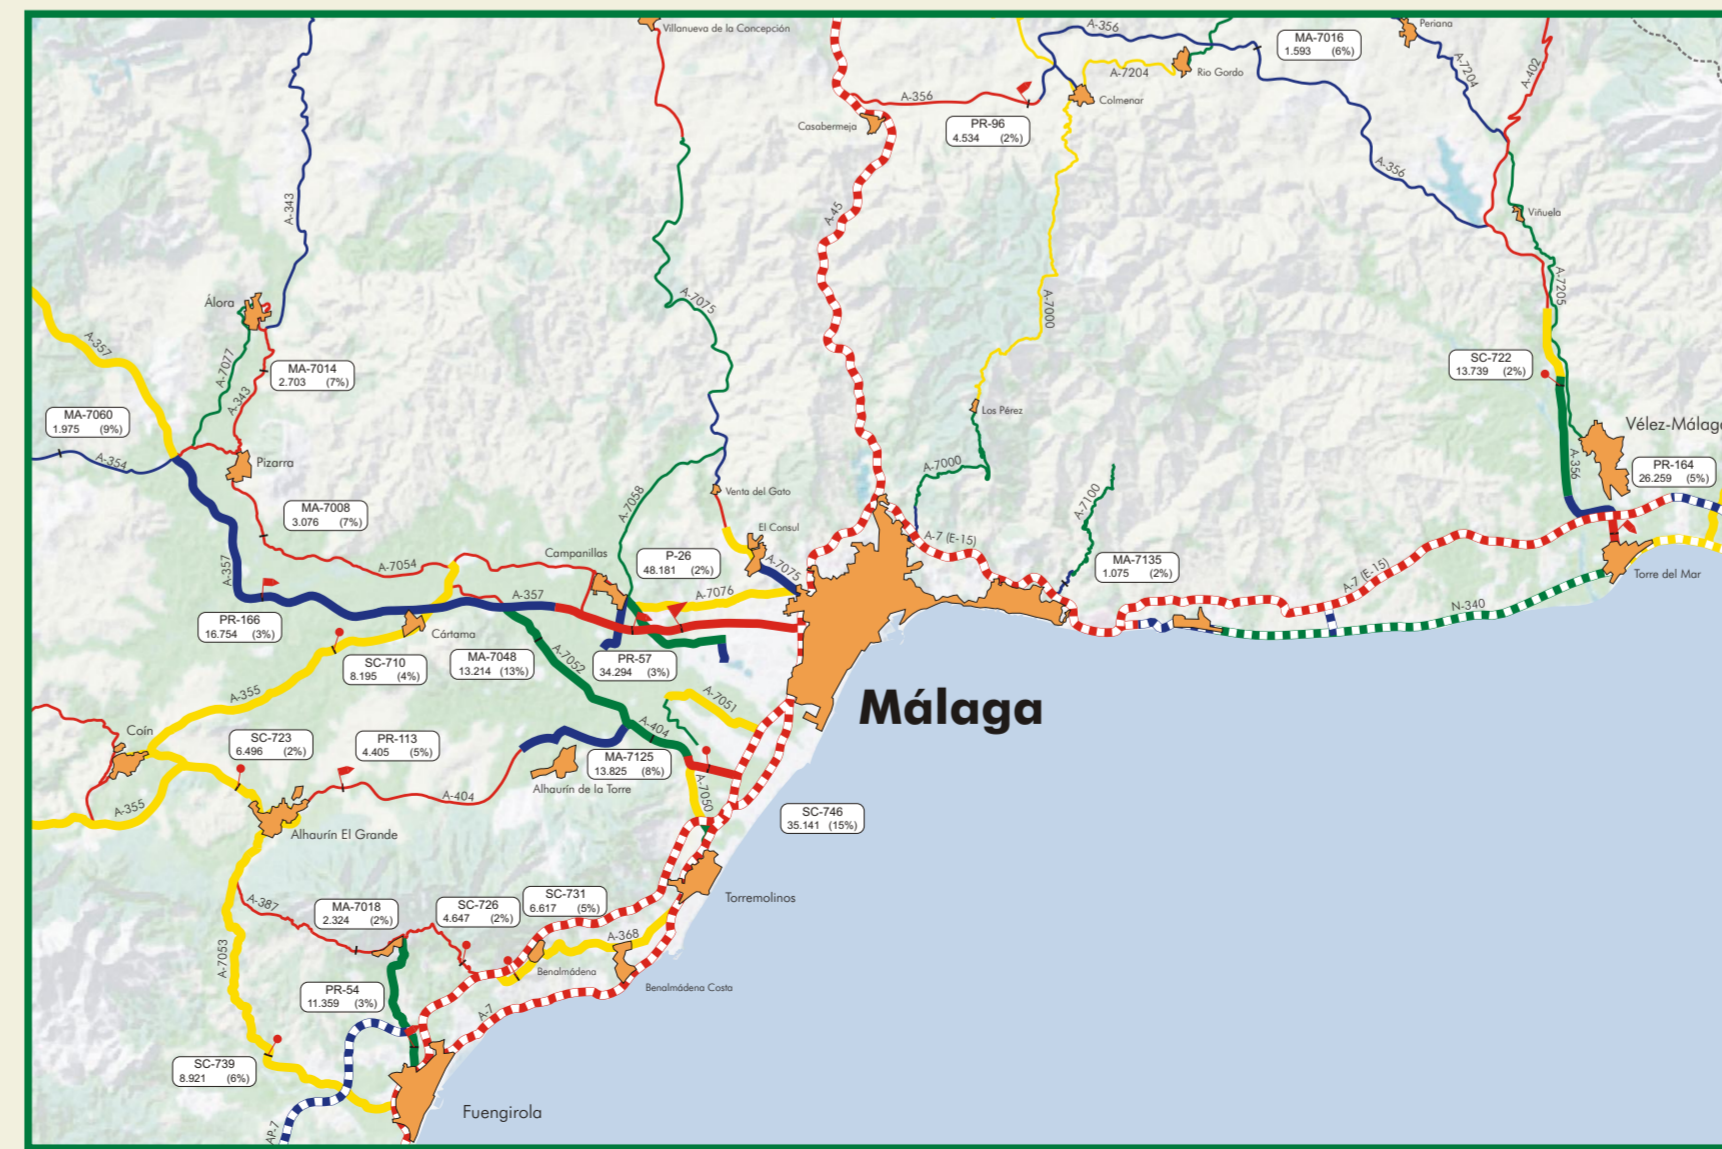 Villanueva de la Concepción
A-356
MA-7016
1.593 (6%)
Periana
A-7204
Rio Gordo
A-7204
A-402
A-343
A-356
Colmenar
Casabermeja
PR-96
4.534 (2%)
A-356
A-45
Viñuela
A-7205
Álora
A-7075
A-7000
A-357
A-7077
MA-7014
2.703 (7%)
A-343
SC-722
13.739 (2%)
MA-7060
1.975 (9%)
Los Pérez
Vélez-Málaga
A-354
Pizarra
A-7000
A-356
PR-164
26.259 (5%)
Venta del Gato
A-7058
A-7100
MA-7008
3.076 (7%)
El Consul
A-7 (E-15)
Campanillas
P-26
48.181 (2%)
A-7075
MA-7135
1.075 (2%)
A-357
A-7054
A-7 (E-15)
Torre del Mar
A-357
A-7076
N-340
PR-166
16.754 (3%)
Cártama
SC-710
8.195 (4%)
MA-7048
13.214 (13%)
A-7052
PR-57
34.294 (3%)
A-355
A-7051
Málaga
Coín
SC-723
6.496 (2%)
PR-113
4.405 (5%)
A-404
MA-7125
13.825 (8%)
Alhaurín de la Torre
A-7050
A-355
A-404
SC-746
35.141 (15%)
Alhaurín El Grande
Torremolinos
A-387
MA-7018
2.324 (2%)
SC-726
4.647 (2%)
SC-731
6.617 (5%)
A-368
A-7053
Benalmádena
Benalmádena Costa
PR-54
11.359 (3%)
A-7
SC-739
8.921 (6%)
Fuengirola
AP-7